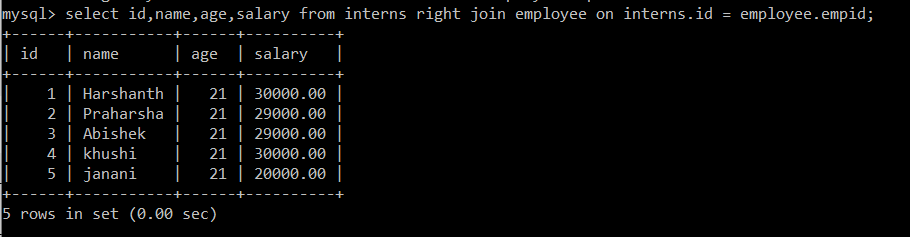 mysql> select id,name,age,salary from interns right join employee on interns.id = employee.empid;
+------+-----------+------+----------+
| id   | name      | age  | salary   |
+------+-----------+------+----------+
|    1 | Harshanth |   21 | 30000.00 |
|    2 | Praharsha |   21 | 29000.00 |
|    3 | Abishek   |   21 | 29000.00 |
|    4 | khushi    |   21 | 30000.00 |
|    5 | janani    |   21 | 20000.00 |
+------+-----------+------+----------+
5 rows in set (0.00 sec)